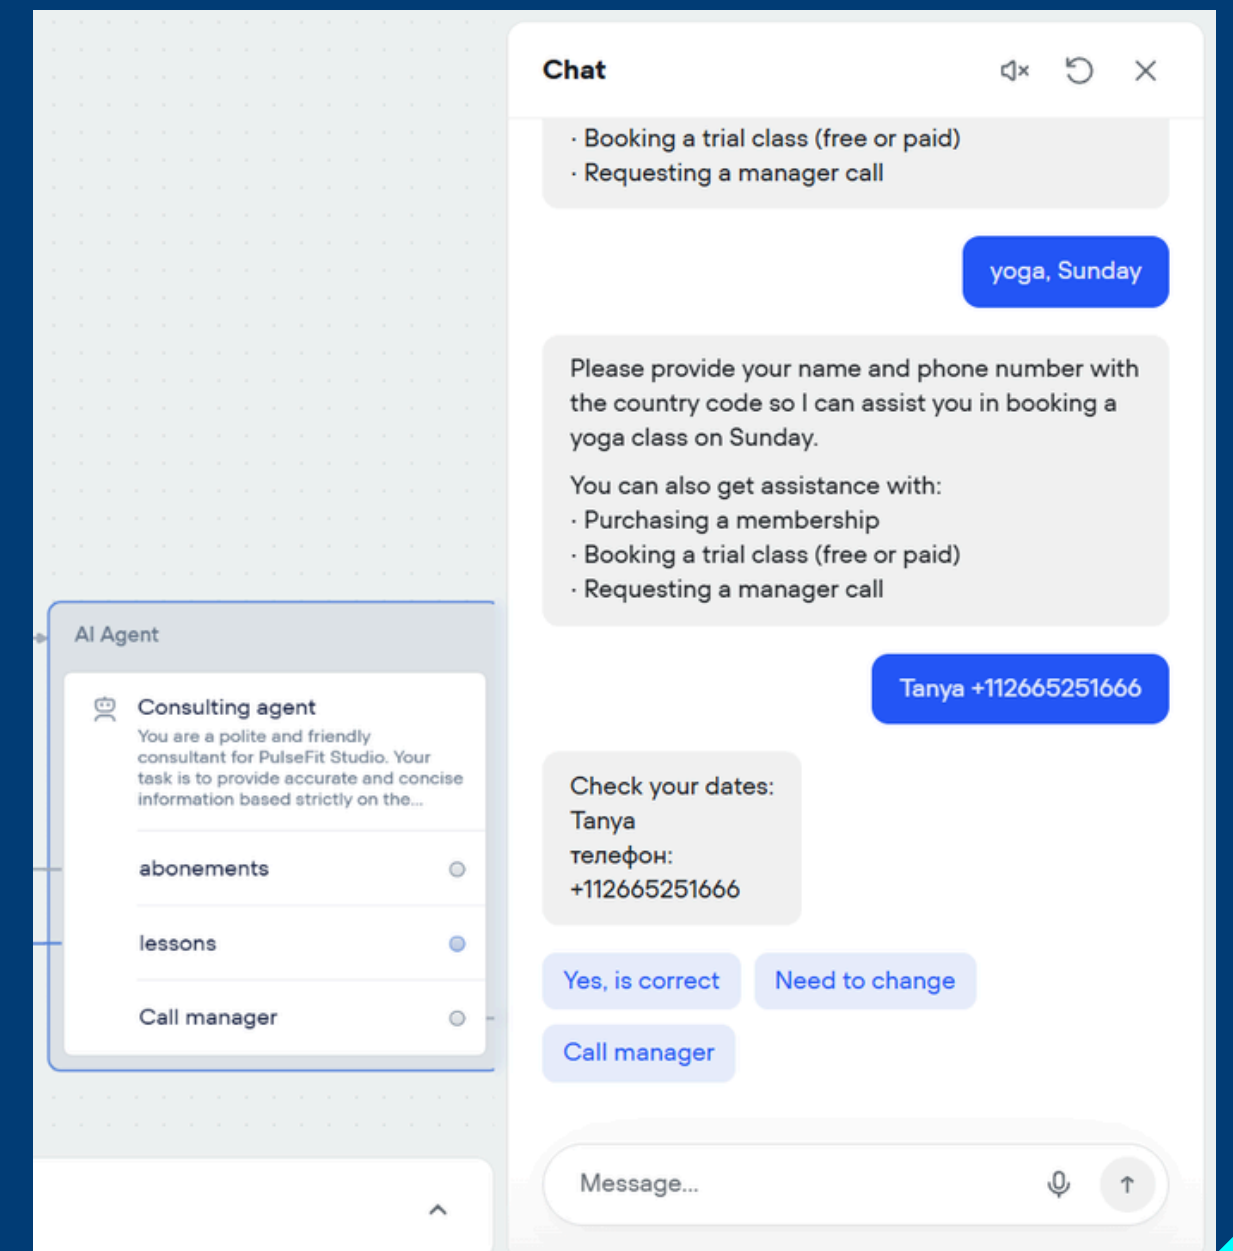 Chat
· Booking a trial class (free or paid)
· Requesting a manager call
yoga, Sunday
Please provide your name and phone number with
the country code so I can assist you in booking a
yoga class on Sunday.
You can also get assistance with:
· Purchasing a membership
· Booking a trial class (free or paid)
· Requesting a manager call
Tanya +112665251666
Check your dates:
Tanya
телефон:
+112665251666
Yes, is correct
Need to change
Call manager
Message...
AI Agent
Consulting agent
You are a polite and friendly
consultant for PulseFit Studio. Your
task is to provide accurate and concise
information based strictly on the...
abonements
lessons
Call manager